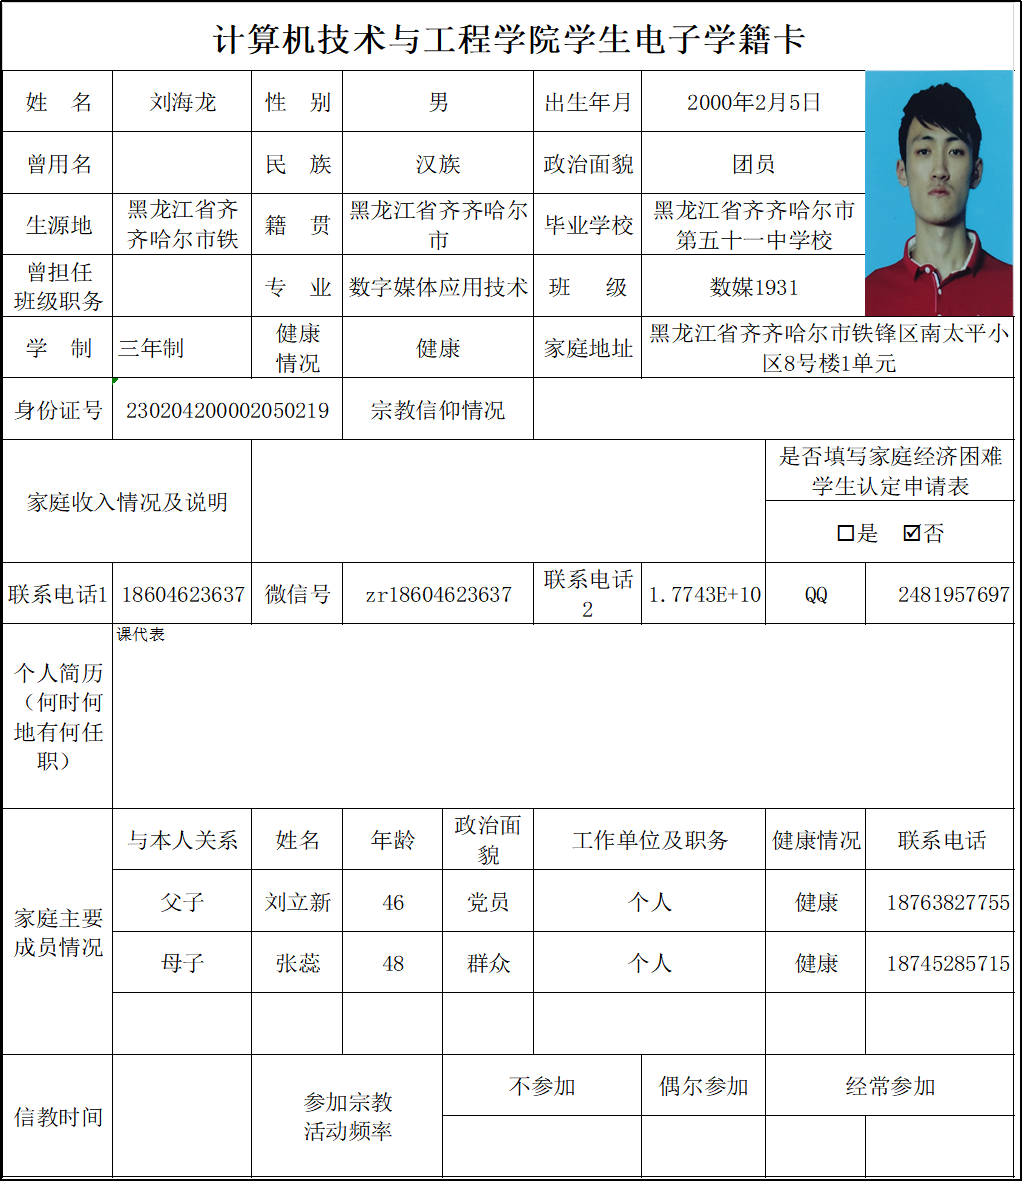 计算机技术与工程学院学生电子学籍卡
姓 名 刘海龙 性 别 男 出生年月 2000年2月5日
曾用名 民 族 汉族 政治面貌 团员
生源地 黑龙江省齐
齐哈尔市铁 籍 贯 黑龙江省齐齐哈尔
市 毕业学校 黑龙江省齐齐哈尔市
第五十一中学校
曾担任
班级职务 专 业 数字媒体应用技术 班 级 数媒1931
学 制 三年制 健康
情况 健康 家庭地址 黑龙江省齐齐哈尔市铁锋区南太平小
区8号楼1单元
身份证号 230204200002050219 宗教信仰情况
家庭收入情况及说明 是否填写家庭经济困难
学生认定申请表
☐是 ☑否
联系电话1 18604623637 微信号 zr18604623637 联系电话
2 1.7743E+10 QQ 2481957697
个人简历
（何时何
地有何任
职） 课代表
家庭主要
成员情况 与本人关系 姓名 年龄 政治面
貌 工作单位及职务 健康情况 联系电话
父子 刘立新 46 党员 个人 健康 18763827755
母子 张蕊 48 群众 个人 健康 18745285715
信教时间 参加宗教
活动频率 不参加 偶尔参加 经常参加